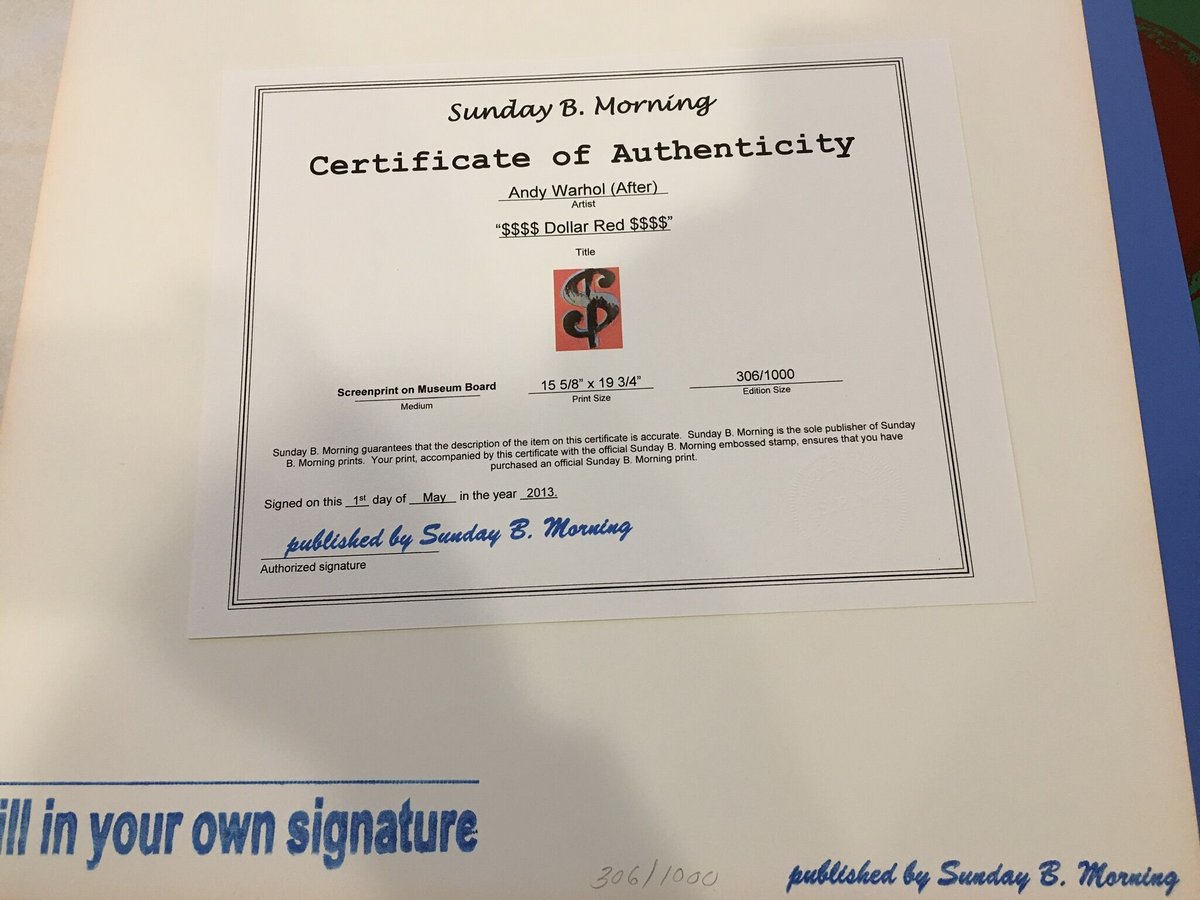 Sunday B. Morning
Certificate of Authenticity
Andy Warhol (After)
Artist
“$$$$ Dollar Red $$$$”
Title
$
Screenprint on Museum Board
Medium
15 5/8” x 19 3/4”
Print Size
306/1000
Edition Size
Sunday B. Morning guarantees that the description of the item on this certificate is accurate. Sunday B. Morning is the sole publisher of Sunday
B. Morning prints. Your print, accompanied by this certificate with the official Sunday B. Morning embossed stamp, ensures that you have
purchased an official Sunday B. Morning print.
Signed on this 1st day of May in the year 2013.
published by Sunday B. Morning
Authorized signature
ill in your own signature
306/1000
published by Sunday B. Morning